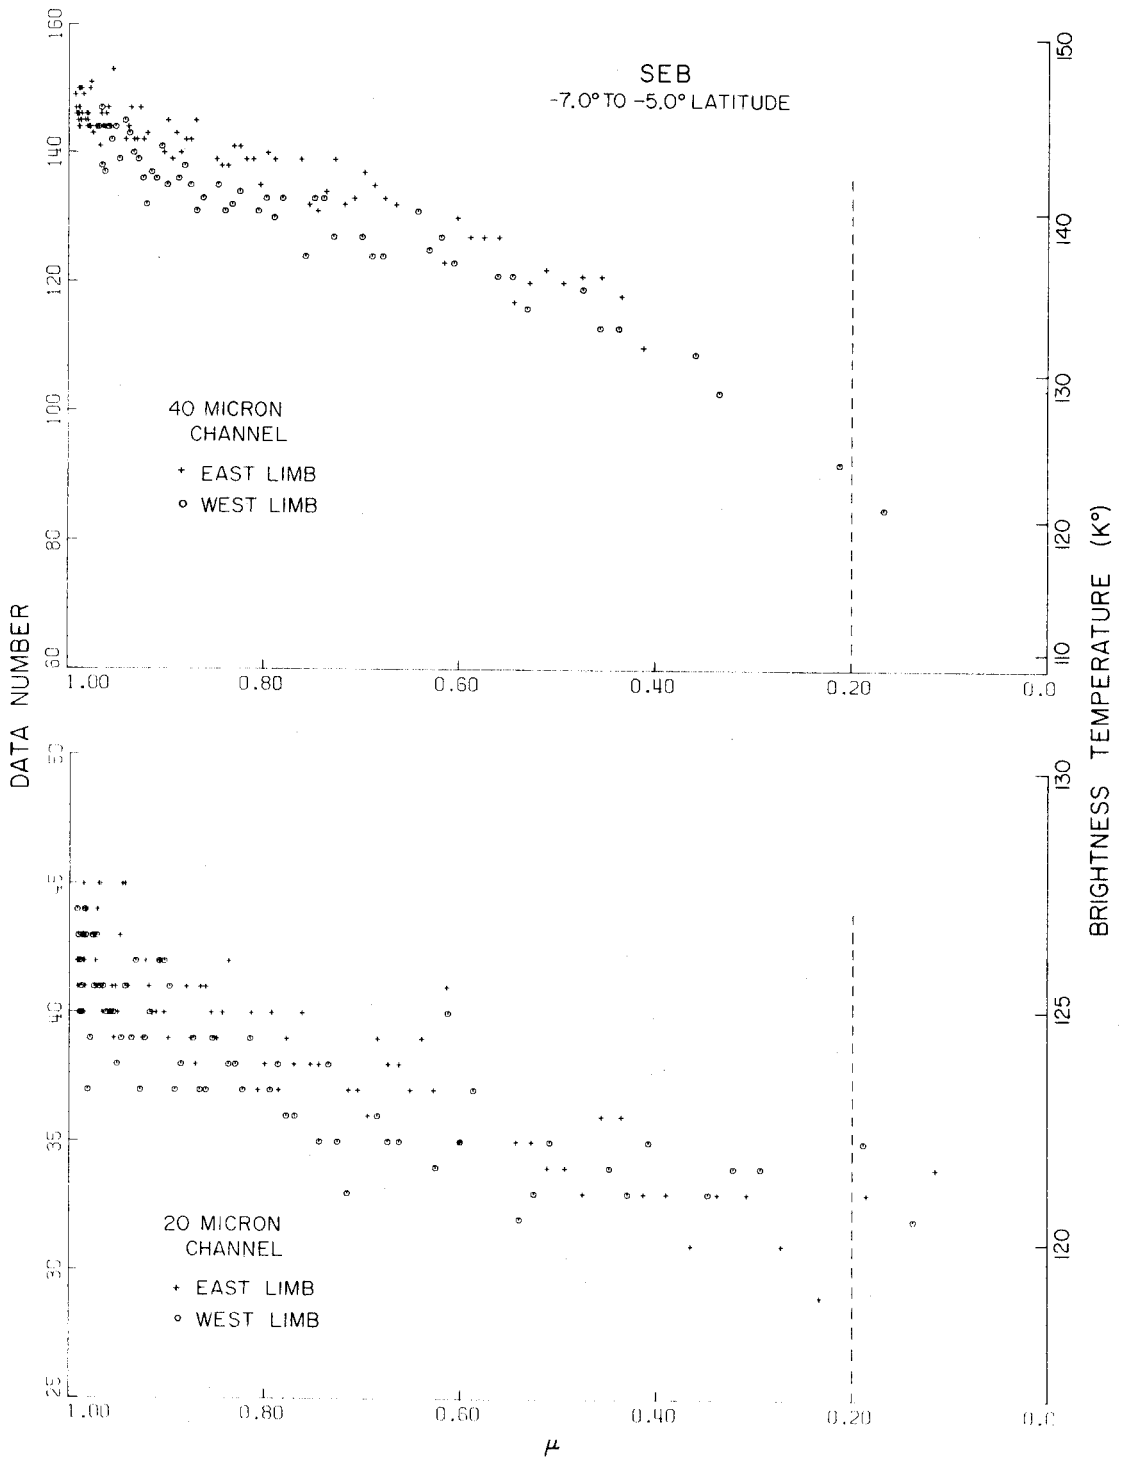 160
140
120
100
80
60
SEB
-7.0° TO -5.0° LATITUDE
40 MICRON
CHANNEL
+ EAST LIMB
o WEST LIMB
150
140
130
120
110
1.00 0.80 0.60 0.40 0.20 0.0
DATA NUMBER
BRIGHTNESS TEMPERATURE (K°)
50
45
40
35
30
25
20 MICRON
CHANNEL
+ EAST LIMB
o WEST LIMB
130
125
120
1.00 0.80 0.60 0.40 0.20 0.0
μ